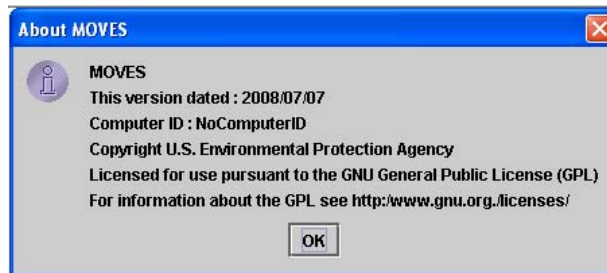 About MOVES
MOVES
This version dated : 2008/07/07
Computer ID : NoComputerID
Copyright U.S. Environmental Protection Agency
Licensed for use pursuant to the GNU General Public License (GPL)
For information about the GPL see http:/www.gnu.org./licenses/
OK